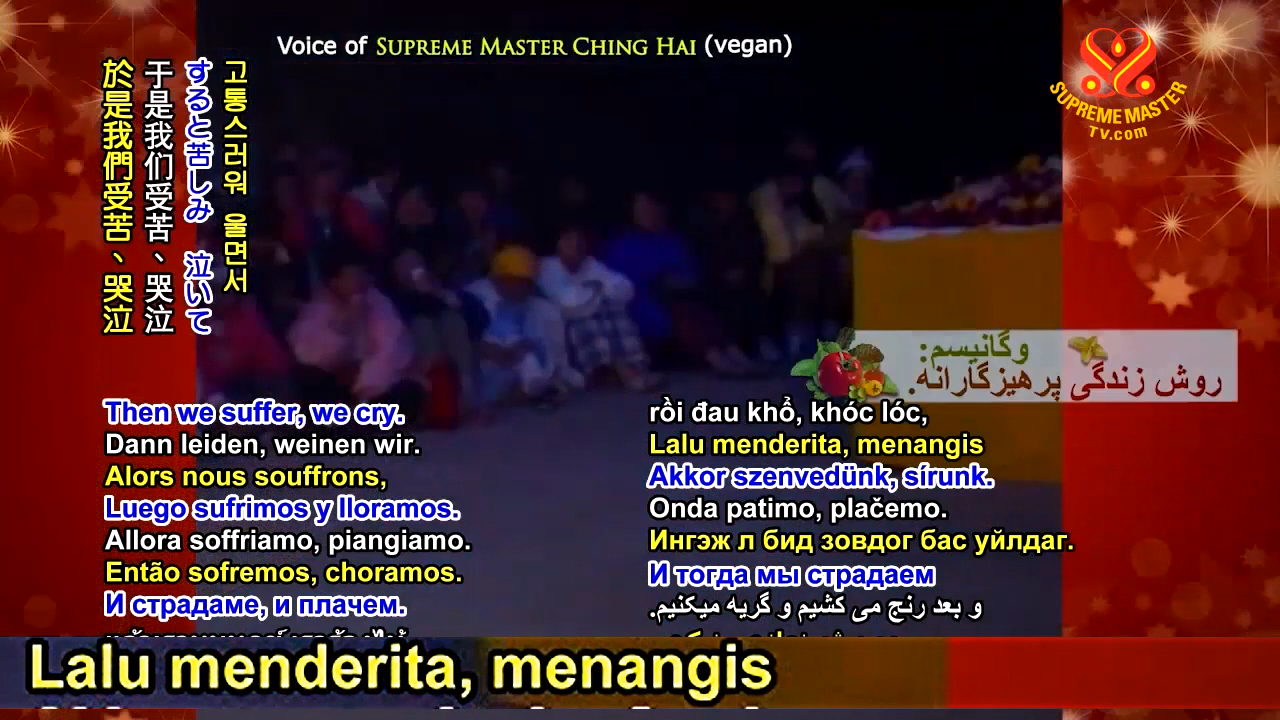 Voice of SUPREME MASTER CHING HAI (vegan)
SUPREME MASTER
TV.com
고통스러워 울면서
すると苦しみ 泣いて
于是我们受苦、哭泣
於是我們受苦、哭泣
وگانیسم:
روش زندگی پرهیزگارانه.
Then we suffer, we cry.
Dann leiden, weinen wir.
Alors nous souffrons,
Luego sufrimos y lloramos.
Allora soffriamo, piangiamo.
Então sofremos, choramos.
И страдаме, и плачем.
rồi đau khổ, khóc lóc,
Lalu menderita, menangis
Akkor szenvedünk, sírunk.
Onda patimo, plačemo.
Ингэж л бид зовдог бас уйлдаг.
И тогда мы страдаем
و بعد رنج می کشیم و گریه میکنیم.
Lalu menderita, menangis